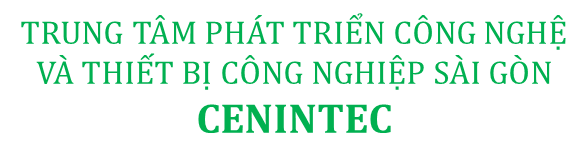 TRUNG TÂM PHÁT TRIỂN CÔNG NGHỆ
VÀ THIẾT BỊ CÔNG NGHIỆP SÀI GÒN
CENINTEC